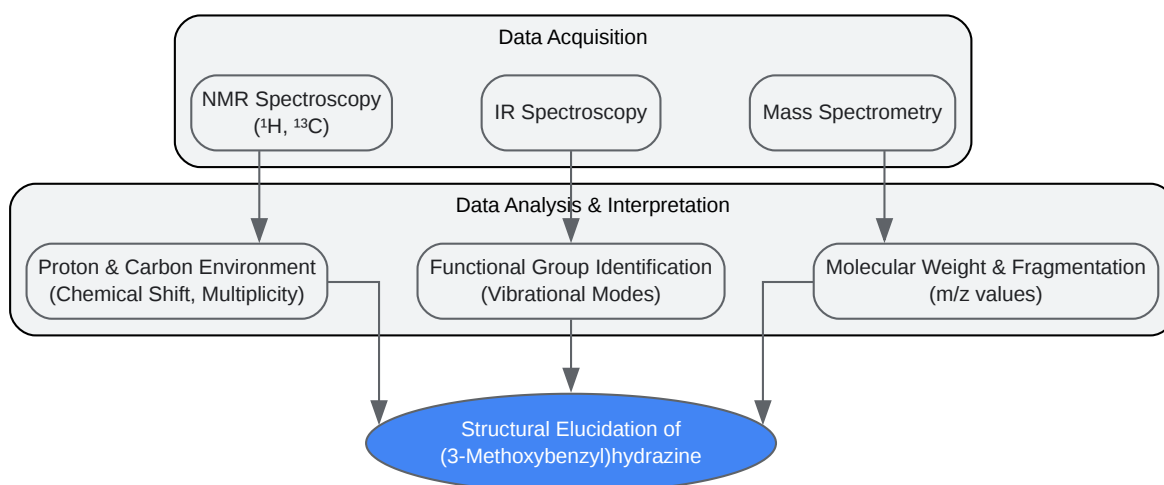 Data Acquisition
NMR Spectroscopy
(¹H, ¹³C)
IR Spectroscopy
Mass Spectrometry
Data Analysis & Interpretation
Proton & Carbon Environment
(Chemical Shift, Multiplicity)
Functional Group Identification
(Vibrational Modes)
Molecular Weight & Fragmentation
(m/z values)
Structural Elucidation of
(3-Methoxybenzyl)hydrazine